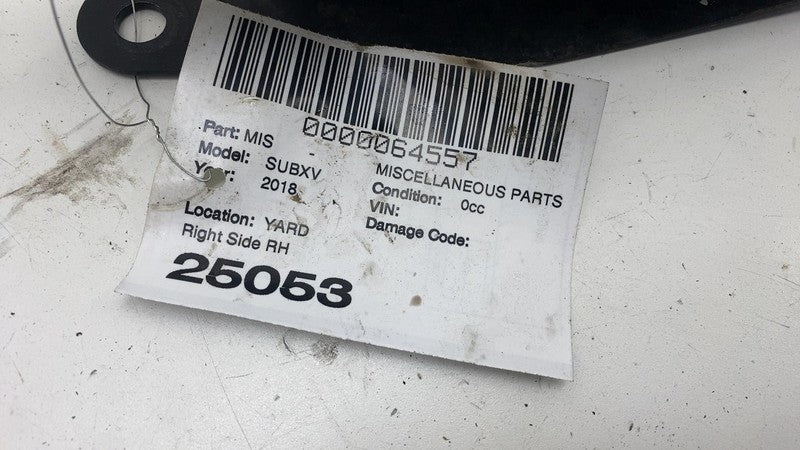 0000064557
Part: MIS - MISCELLANEOUS PARTS
Model: SUBXV Condition: 0cc
Year: 2018 VIN:
Damage Code:
Location: YARD
Right Side RH
25053